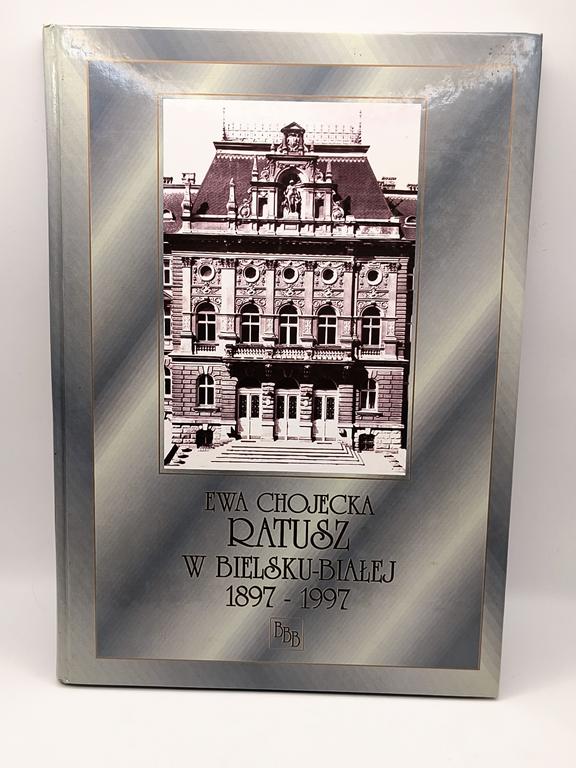 EWA CHOJECKA
RATUSZ
W BIELSKU-BIAŁEJ
1897 - 1997
BBB